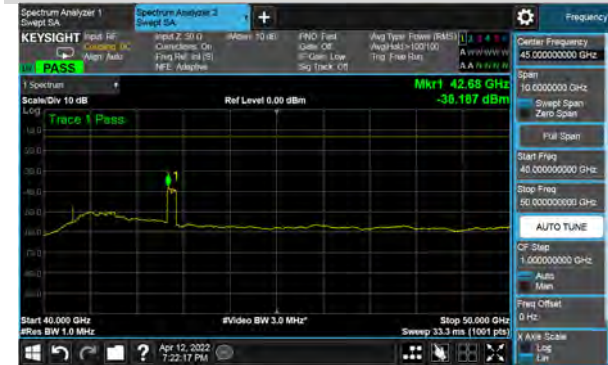 Spectrum Analyzer 1
Swept SA
Spectrum Analyzer 2
Swept SA
+
Frequency
KEYSIGHT
Input: RF
Coupling: DC
Align: Auto
Input Z: 50 Ω
Corrections: On
Freq Ref: Int (S)
NFE: Adaptive
#Atten: 10 dB
PNO: Fast
Gate: Off
IF Gain: Low
Sig Track: Off
Avg Type: Power (RMS)
Avg|Hold:>100/100
Trig: Free Run
1 2 3 4 5 6
A W W W W W
A A N N N N
PASS
1 Spectrum
Mkr1 42.68 GHz
Scale/Div 10 dB
Ref Level 0.00 dBm
-38.187 dBm
Log
Trace 1 Pass
1
Start 40.000 GHz
#Video BW 3.0 MHz*
Stop 50.000 GHz
#Res BW 1.0 MHz
Sweep 33.3 ms (1001 pts)
Center Frequency
45.000000000 GHz
Span
10.0000000 GHz
Swept Span
Zero Span
Full Span
Start Freq
40.000000000 GHz
Stop Freq
50.000000000 GHz
AUTO TUNE
CF Step
1.000000000 GHz
Auto
Man
Freq Offset
0 Hz
X Axis Scale
Log
Lin
?
Apr 12, 2022
7:22:17 PM